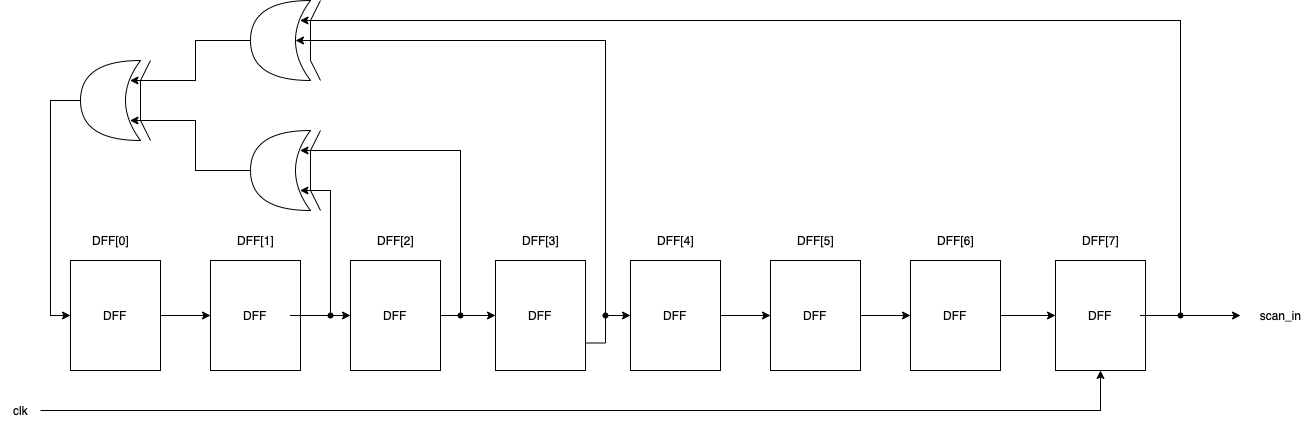 DFF[0]
DFF[1]
DFF[2]
DFF[3]
DFF[4]
DFF[5]
DFF[6]
DFF[7]
DFF
DFF
DFF
DFF
DFF
DFF
DFF
DFF
scan_in
clk